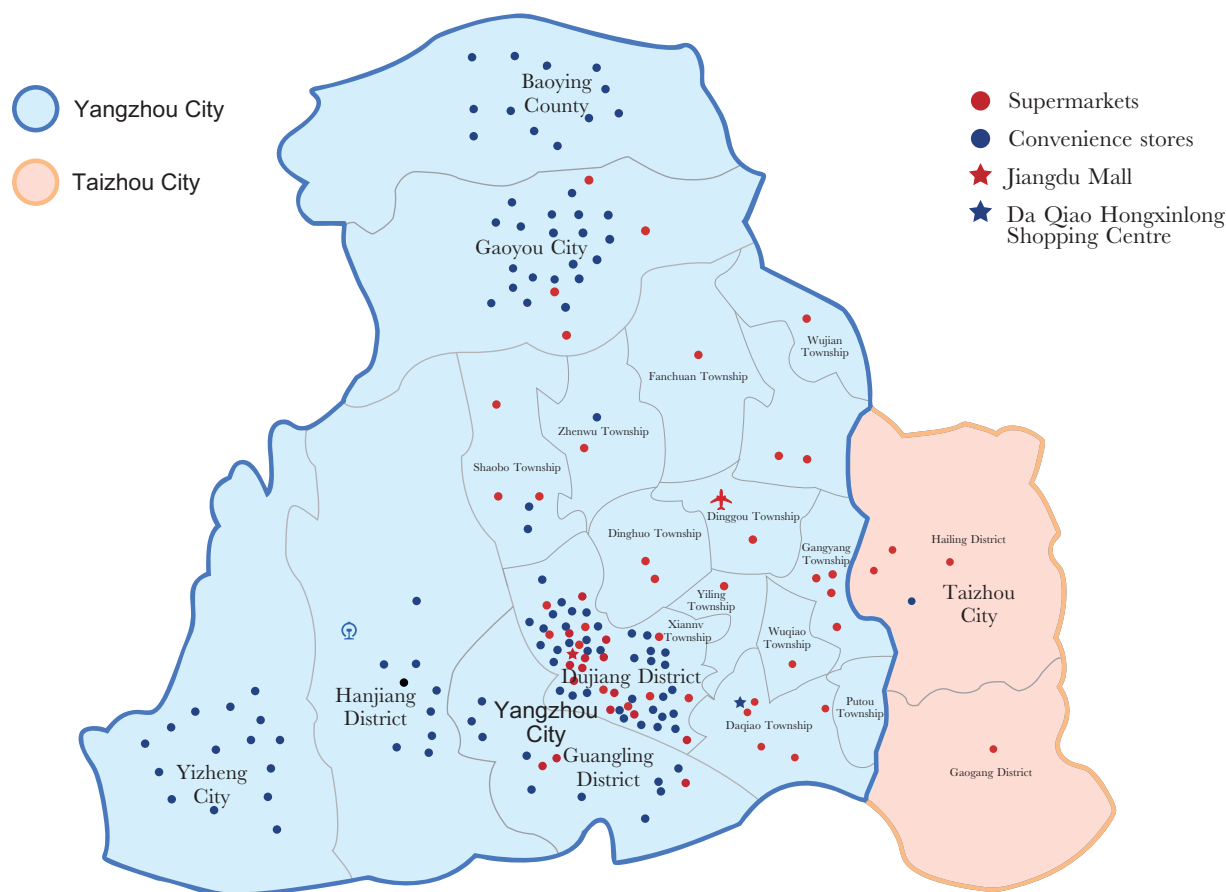 Yangzhou City
Taizhou City
Supermarkets
Convenience stores
Jiangdu Mall
Da Qiao Hongxinlong
Shopping Centre
Baoying
County
Gaoyou City
Wujian
Township
Fanchuan Township
Zhenwu Township
Shaobo Township
Dinggou Township
Dinghuo Township
Gangyang
Township
Hailing District
Yiling
Township
Taizhou
City
Xiannv
Township
Wuqiao
Township
Dujiang District
Hanjiang
District
Yangzhou
City
Putou
Township
Daqiao Township
Guangling
District
Yizheng
City
Gaogang District